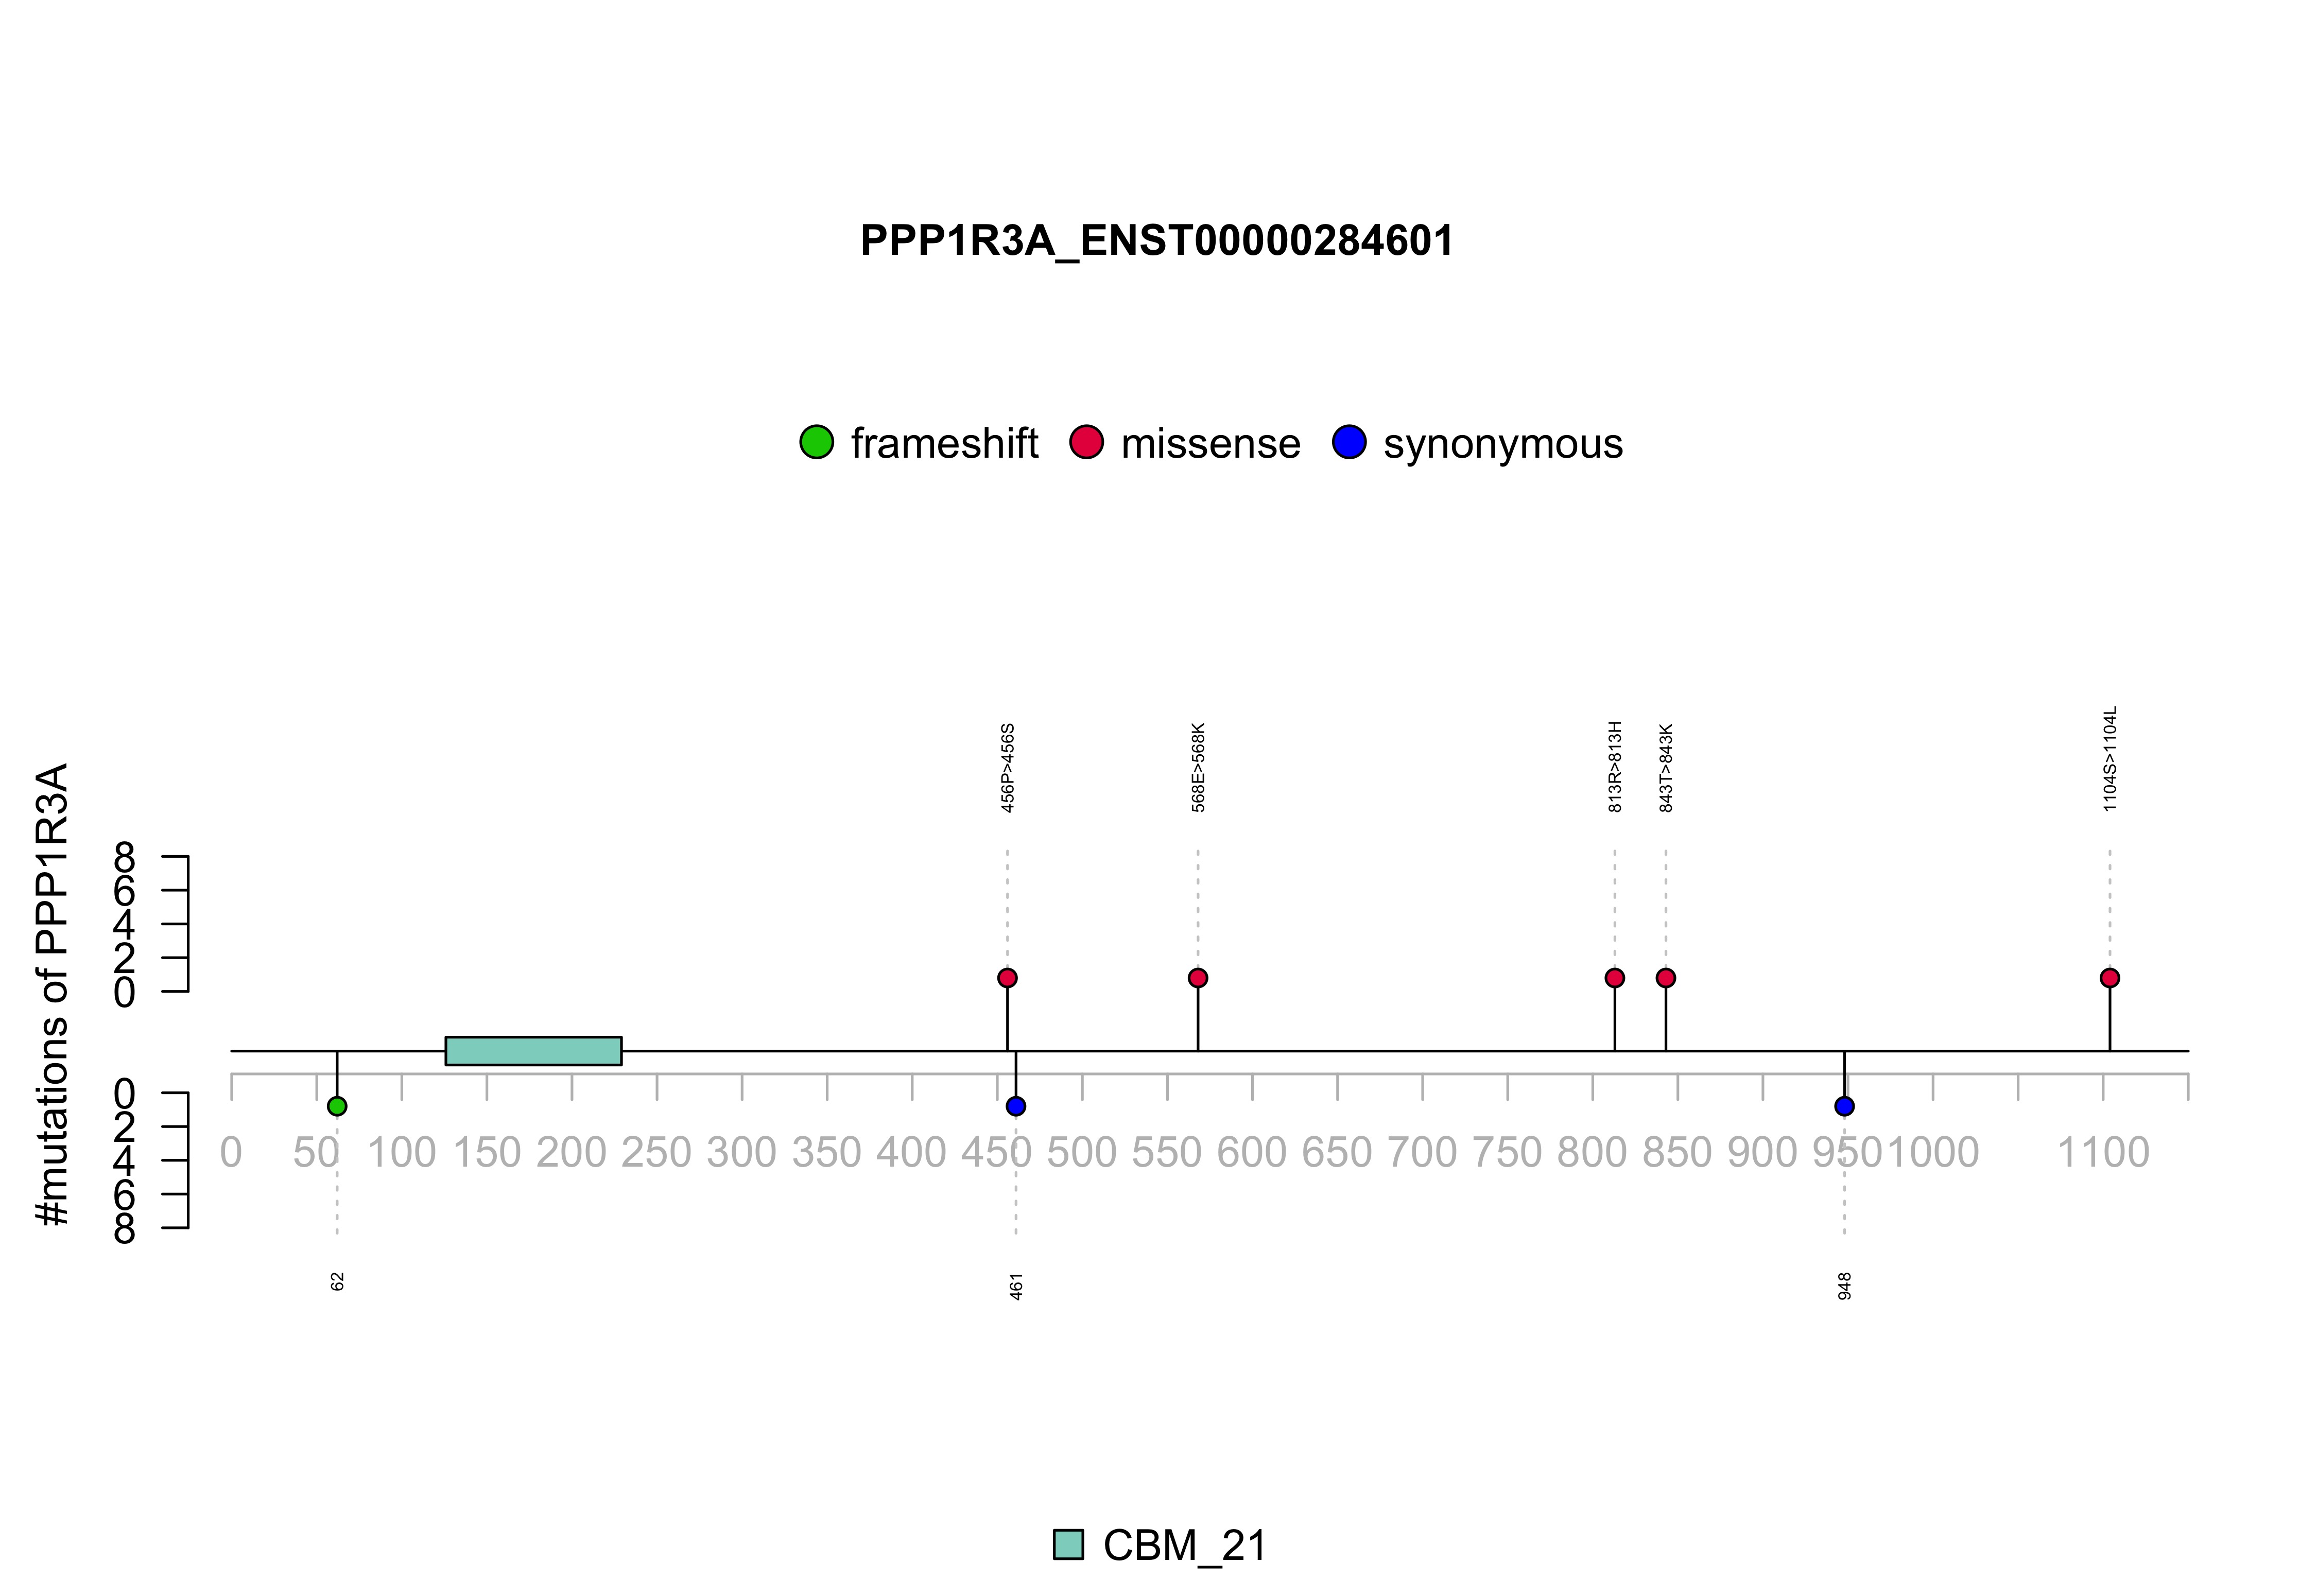 PPP1R3A_ENST00000284601
frameshift missense synonymous
456P>456S 568E>568K 813R>813H 843T>843K 1104S>1104L
#mutations of PPP1R3A
8
6
4
2
0
0
2
4
6
8
0 50 100 150 200 250 300 350 400 450 500 550 600 650 700 750 800 850 900 950 1000 1100
62 461 948
CBM_21